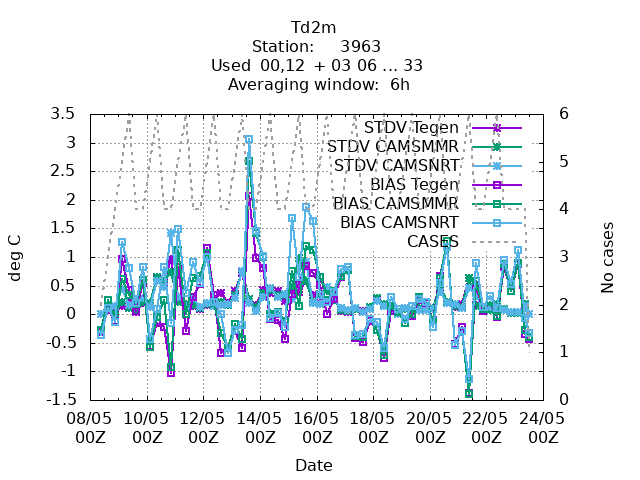 Td2m
Station: 3963
Used 00,12 + 03 06 ... 33
Averaging window: 6h
3.5
3
2.5
2
1.5
1
0.5
0
-0.5
-1
-1.5
deg C
6
5
4
3
2
1
0
No cases
STDV Tegen
STDV CAMSMMR
STDV CAMSNRT
BIAS Tegen
BIAS CAMSMMR
BIAS CAMSNRT
CASES
08/05 10/05 12/05 14/05 16/05 18/05 20/05 22/05 24/05
00Z 00Z 00Z 00Z 00Z 00Z 00Z 00Z 00Z
Date